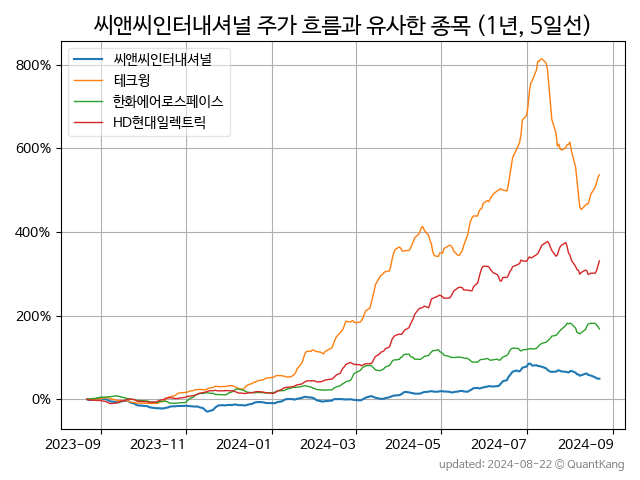 씨앤씨인터내셔널 주가 흐름과 유사한 종목 (1년, 5일선)
씨앤씨인터내셔널
테크윙
한화에어로스페이스
HD현대일렉트릭
800%
600%
400%
200%
0%
2023-09 2023-11 2024-01 2024-03 2024-05 2024-07 2024-09
updated: 2024-08-22 © QuantKang